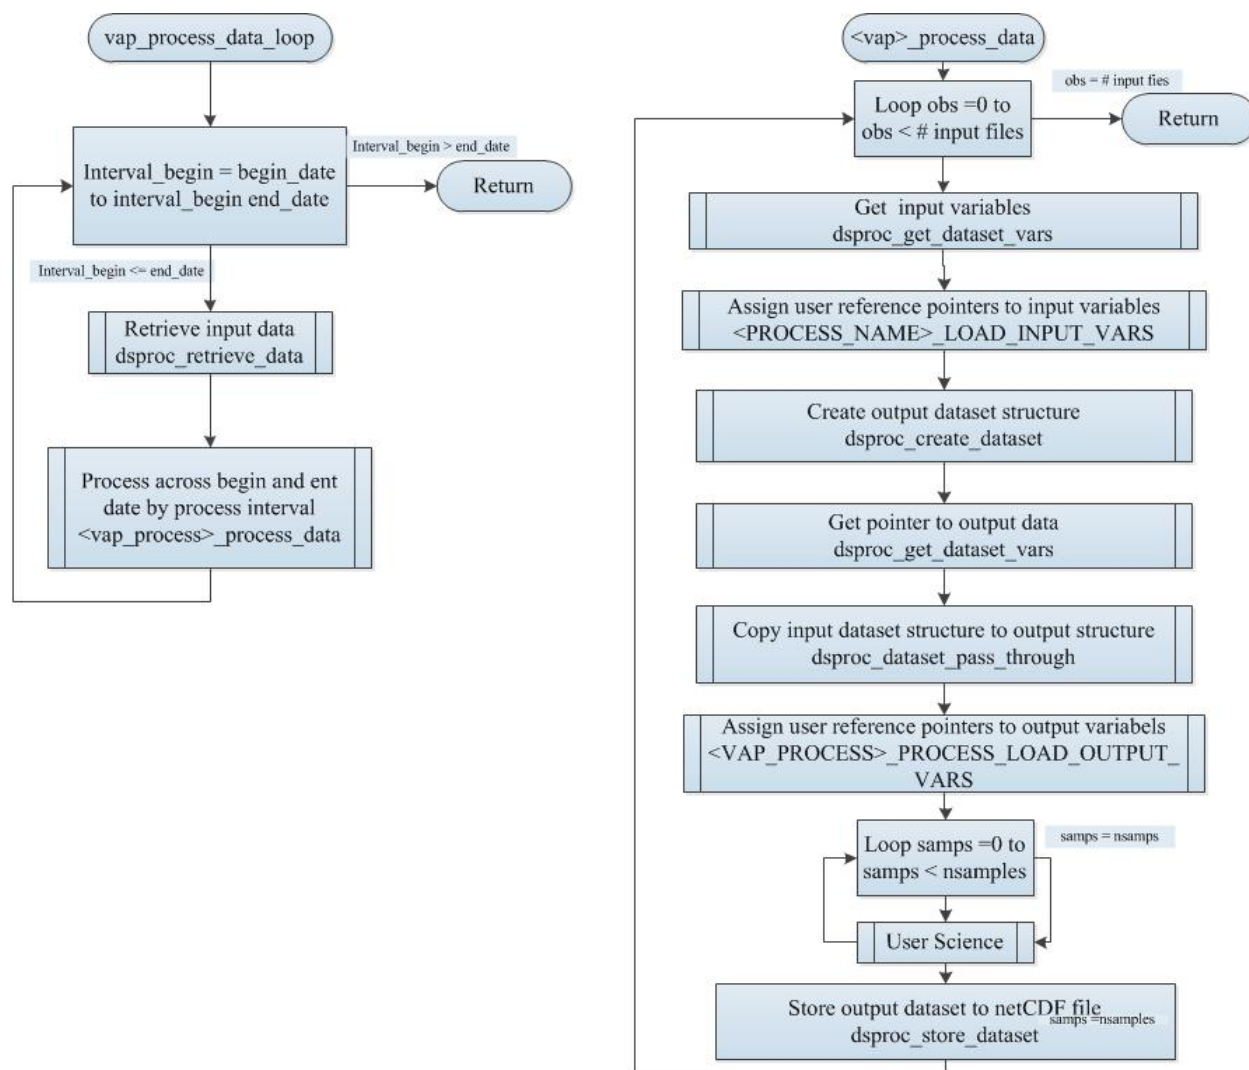 vap_process_data_loop
Interval_begin = begin_date
to interval_begin end_date
Interval_begin > end_date
Return
Interval_begin <= end_date
Retrieve input data
dsproc_retrieve_data
Process across begin and ent
date by process interval
<vap_process>_process_data
<vap>_process_data
Loop obs =0 to
obs < # input files
obs = # input fies
Return
Get input variables
dsproc_get_dataset_vars
Assign user reference pointers to input variables
<PROCESS_NAME>_LOAD_INPUT_VARS
Create output dataset structure
dsproc_create_dataset
Get pointer to output data
dsproc_get_dataset_vars
Copy input dataset structure to output structure
dsproc_dataset_pass_through
Assign user reference pointers to output variabels
<VAP_PROCESS>_PROCESS_LOAD_OUTPUT_
VARS
Loop samps =0 to
samps < nsamples
samps = nsamps
User Science
Store output dataset to netCDF file
dsproc_store_dataset
samps =nsamples